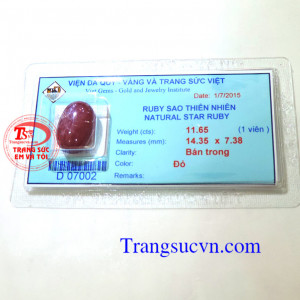 VIỆN ĐÁ QUÝ - VÀNG VÀ TRANG SỨC VIỆT
Viet Gems - Gold and Jewelry Institute
Date: 1/7/2015
RUBY SAO THIÊN NHIÊN
NATURAL STAR RUBY
Weight (cts): 11.65 (1 viên)
Measures (mm): 14.35 x 7.38
Clarity: Bán trong
Color: Đỏ
Remarks:
D 07002
TRANG SỨC
EM VÀ TÔI
Trangsucvn.com